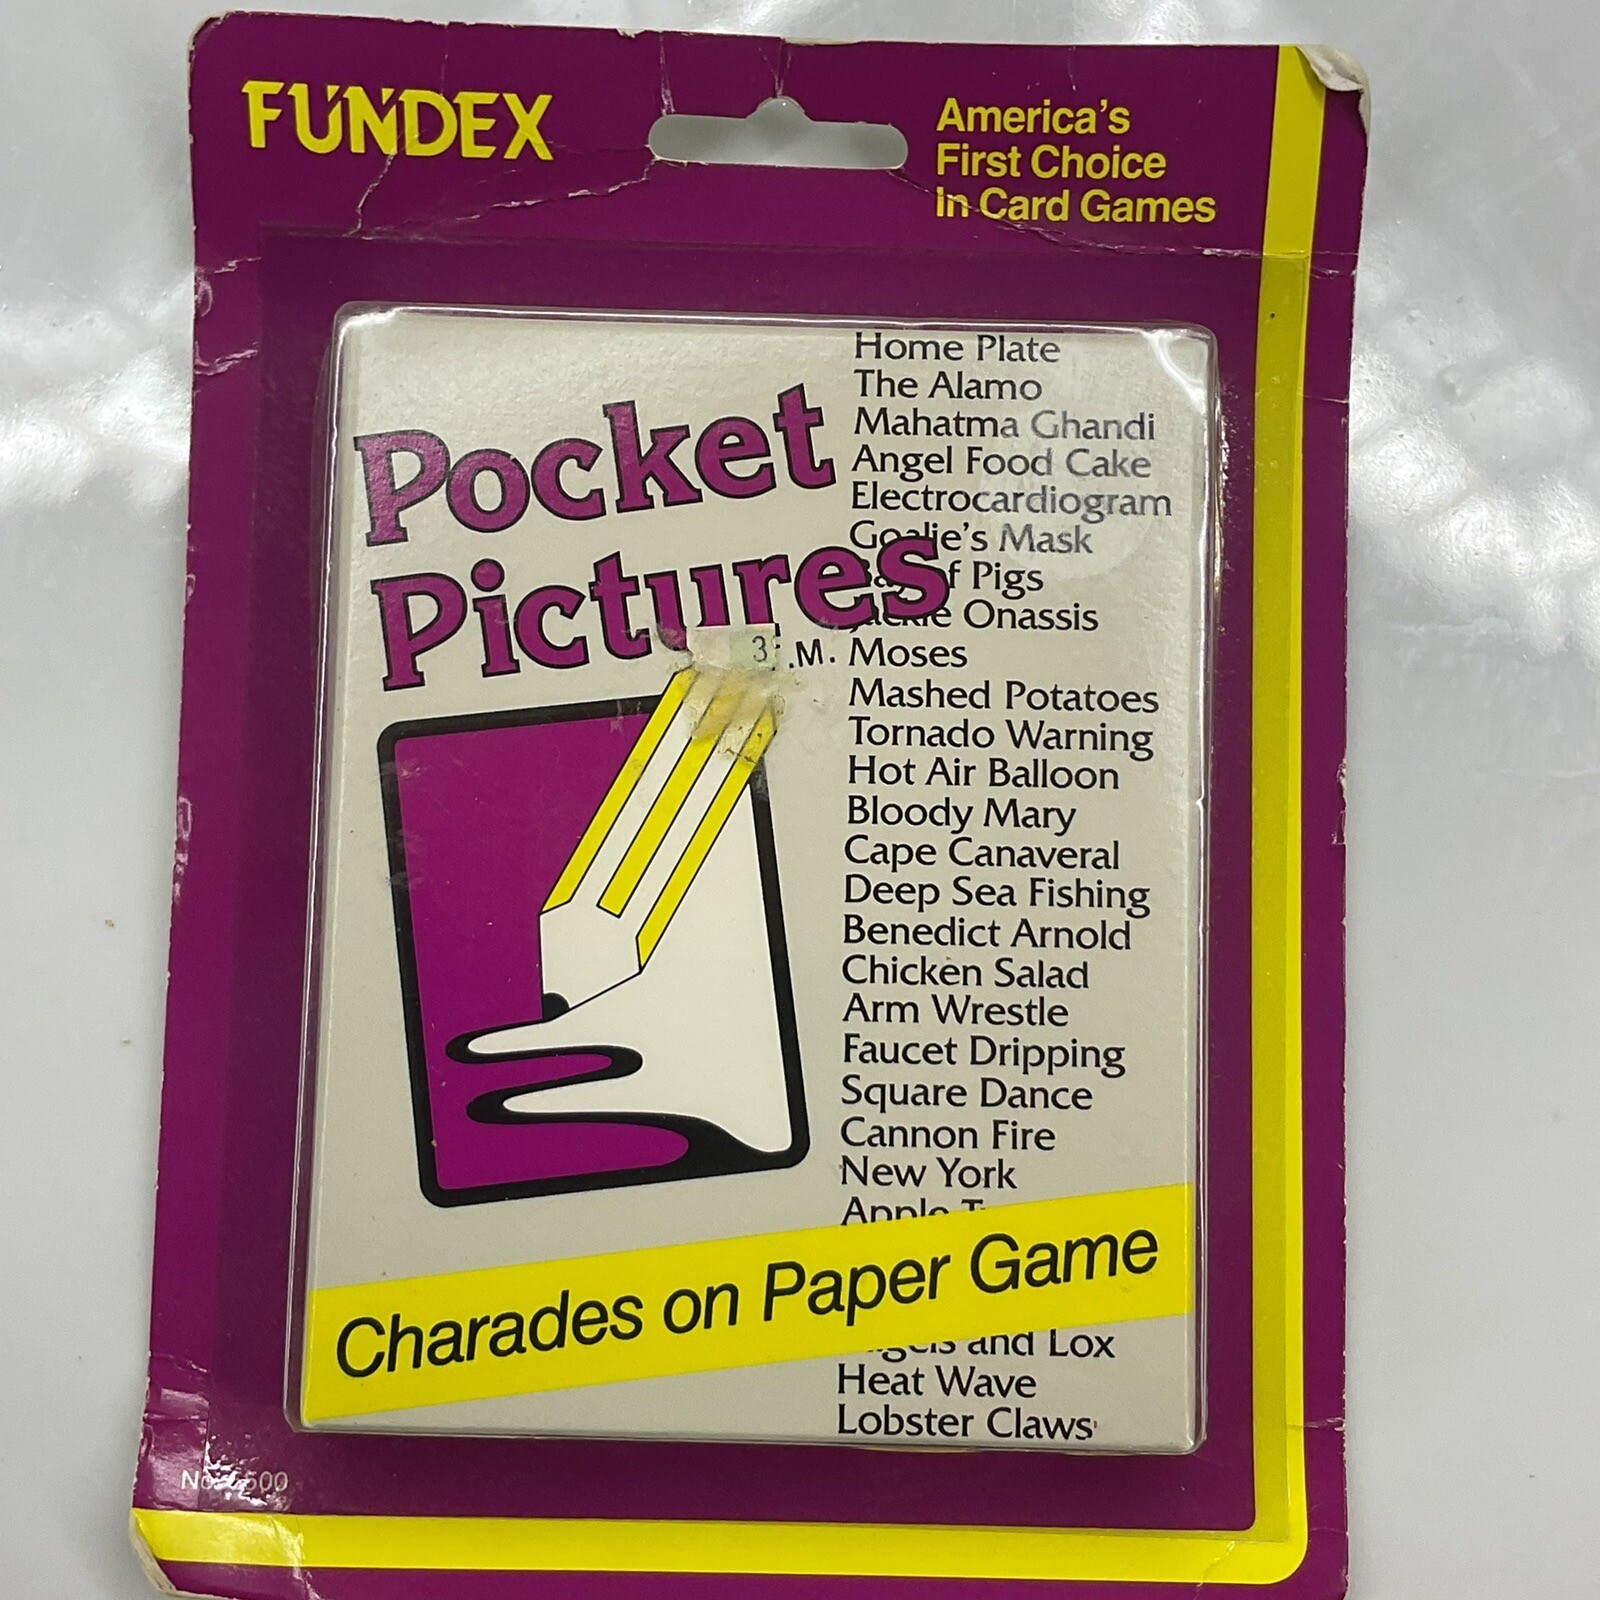 FUNDEX
America's
First Choice
In Card Games
Pocket
Pictures
3
.M.
Home Plate
The Alamo
Mahatma Ghandi
Angel Food Cake
Electrocardiogram
Goalie's Mask
Pigs
Onassis
Moses
Mashed Potatoes
Tornado Warning
Hot Air Balloon
Bloody Mary
Cape Canaveral
Deep Sea Fishing
Benedict Arnold
Chicken Salad
Arm Wrestle
Faucet Dripping
Square Dance
Cannon Fire
New York
Apple
Charades on Paper Game
and Lox
Heat Wave
Lobster Claws